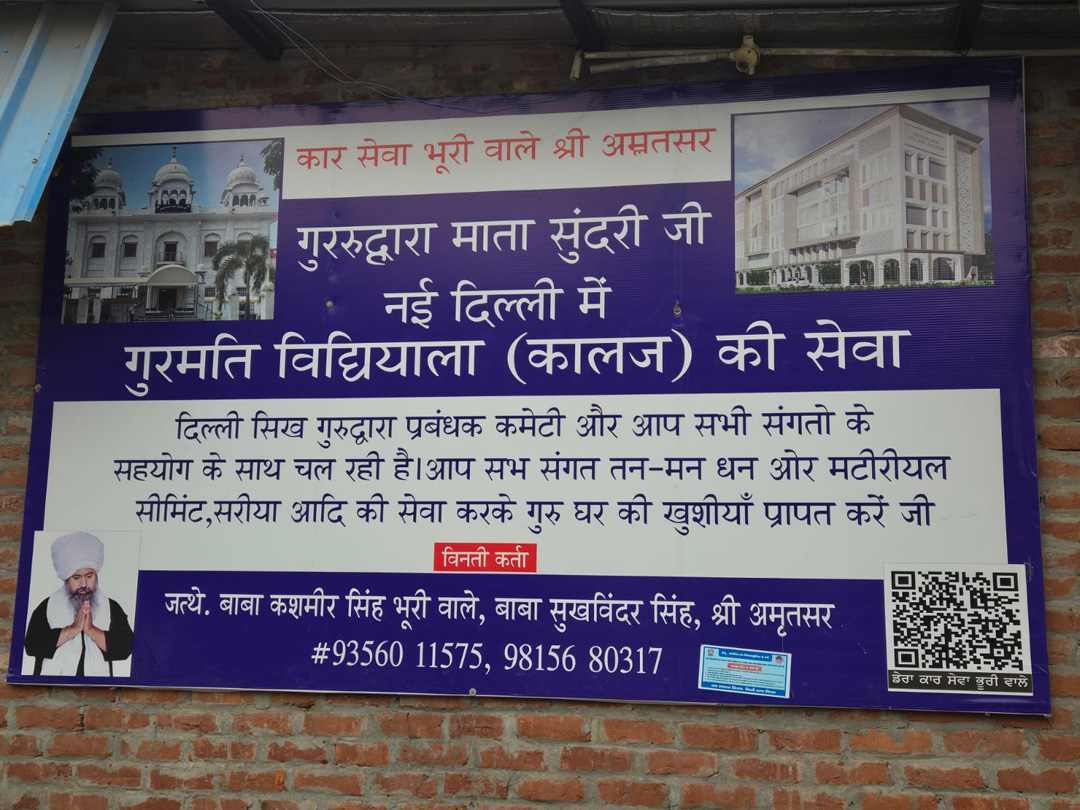 कार सेवा भूरी वाले श्री अम्रतसर
गुररुद्वारा माता सुंदरी जी
नई दिल्ली में
गुरमति विद्यियाला (कालज) की सेवा
दिल्ली सिख गुरुद्वारा प्रबंधक कमेटी और आप सभी संगतो के
सहयोग के साथ चल रही है।आप सभ संगत तन-मन धन ओर मटीरीयल
सीमिंट,सरीया आदि की सेवा करके गुरु घर की खुशीयाँ प्रापत करें जी
विनती कर्ता
जत्थे. बाबा कशमीर सिंह भूरी वाले, बाबा सुखविंदर सिंह, श्री अमृतसर
#93560 11575, 98156 80317
डेरा कार सेवा भूरी वाले